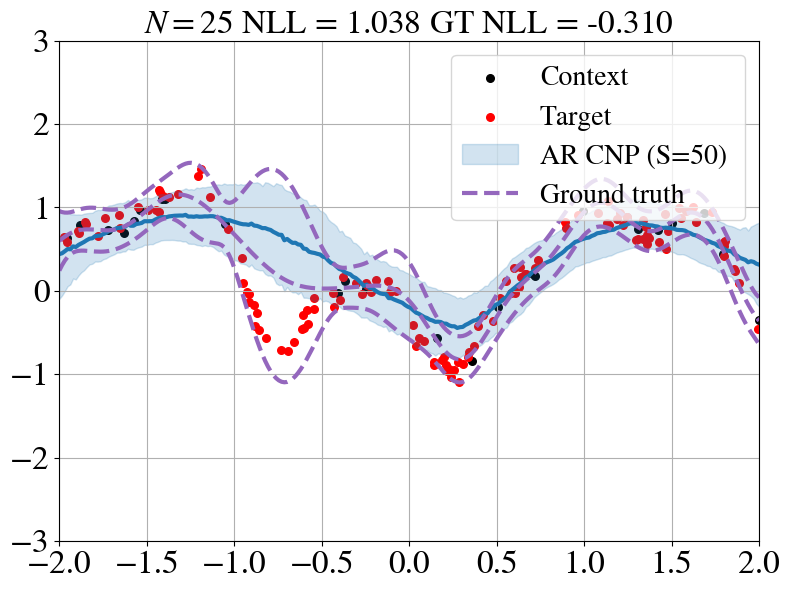 N = 25 NLL = 1.038 GT NLL = -0.310
3
2
1
0
−1
−2
−3
Context
Target
AR CNP (S=50)
Ground truth
−2.0 −1.5 −1.0 −0.5 0.0 0.5 1.0 1.5 2.0